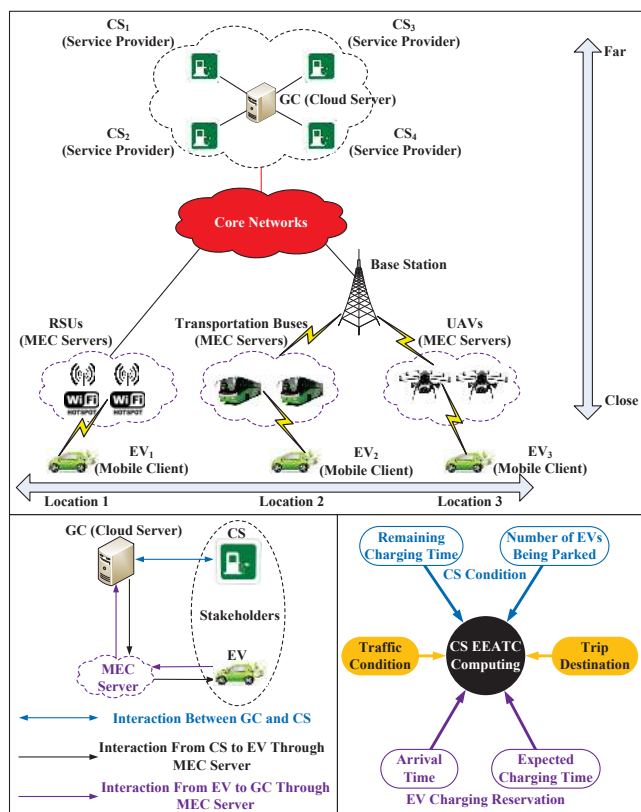 CS1
(Service Provider)
CS3
(Service Provider)
Far
GC (Cloud Server)
CS2
(Service Provider)
CS4
(Service Provider)
Core Networks
Base Station
RSUs
(MEC Servers)
Transportation Buses
(MEC Servers)
UAVs
(MEC Servers)
WiFi
HOTSPOT
WiFi
HOTSPOT
Close
EV1
(Mobile Client)
EV2
(Mobile Client)
EV3
(Mobile Client)
Location 1
Location 2
Location 3
GC (Cloud Server)
CS
Stakeholders
EV
MEC
Server
Interaction Between GC and CS
Interaction From CS to EV Through
MEC Server
Interaction From EV to GC Through
MEC Server
Remaining
Charging Time
Number of EVs
Being Parked
CS Condition
Traffic
Condition
CS EEATC
Computing
Trip
Destination
Arrival
Time
Expected
Charging Time
EV Charging Reservation